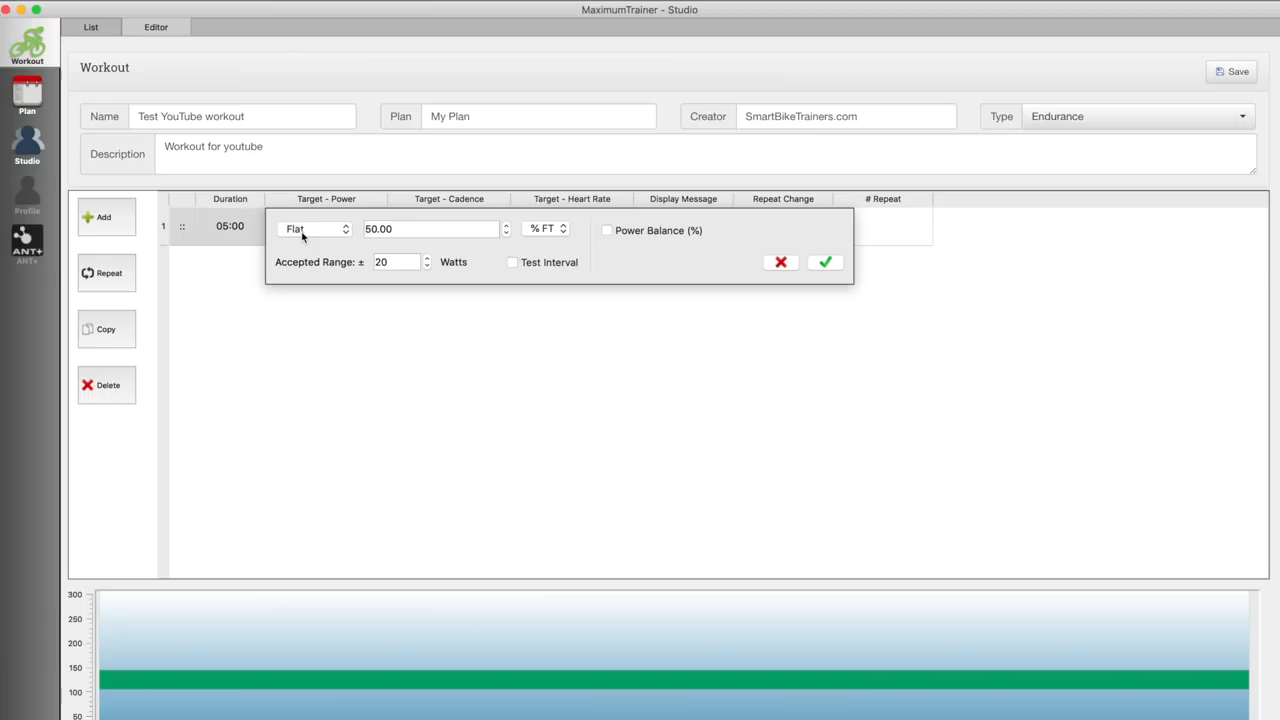 MaximumTrainer - Studio
List
Editor
Workout
Plan
Studio
Profile
ANT+
ANT+
Workout
Save
Name
Test YouTube workout
Plan
My Plan
Creator
SmartBikeTrainers.com
Type
Endurance
Description
Workout for youtube
Add
Repeat
Copy
Delete
Duration
Target - Power
Target - Cadence
Target - Heart Rate
Display Message
Repeat Change
# Repeat
1
::
05:00
Flat
50.00
% FT
Power Balance (%)
Accepted Range: ±
20
Watts
Test Interval
300
250
200
150
100
50